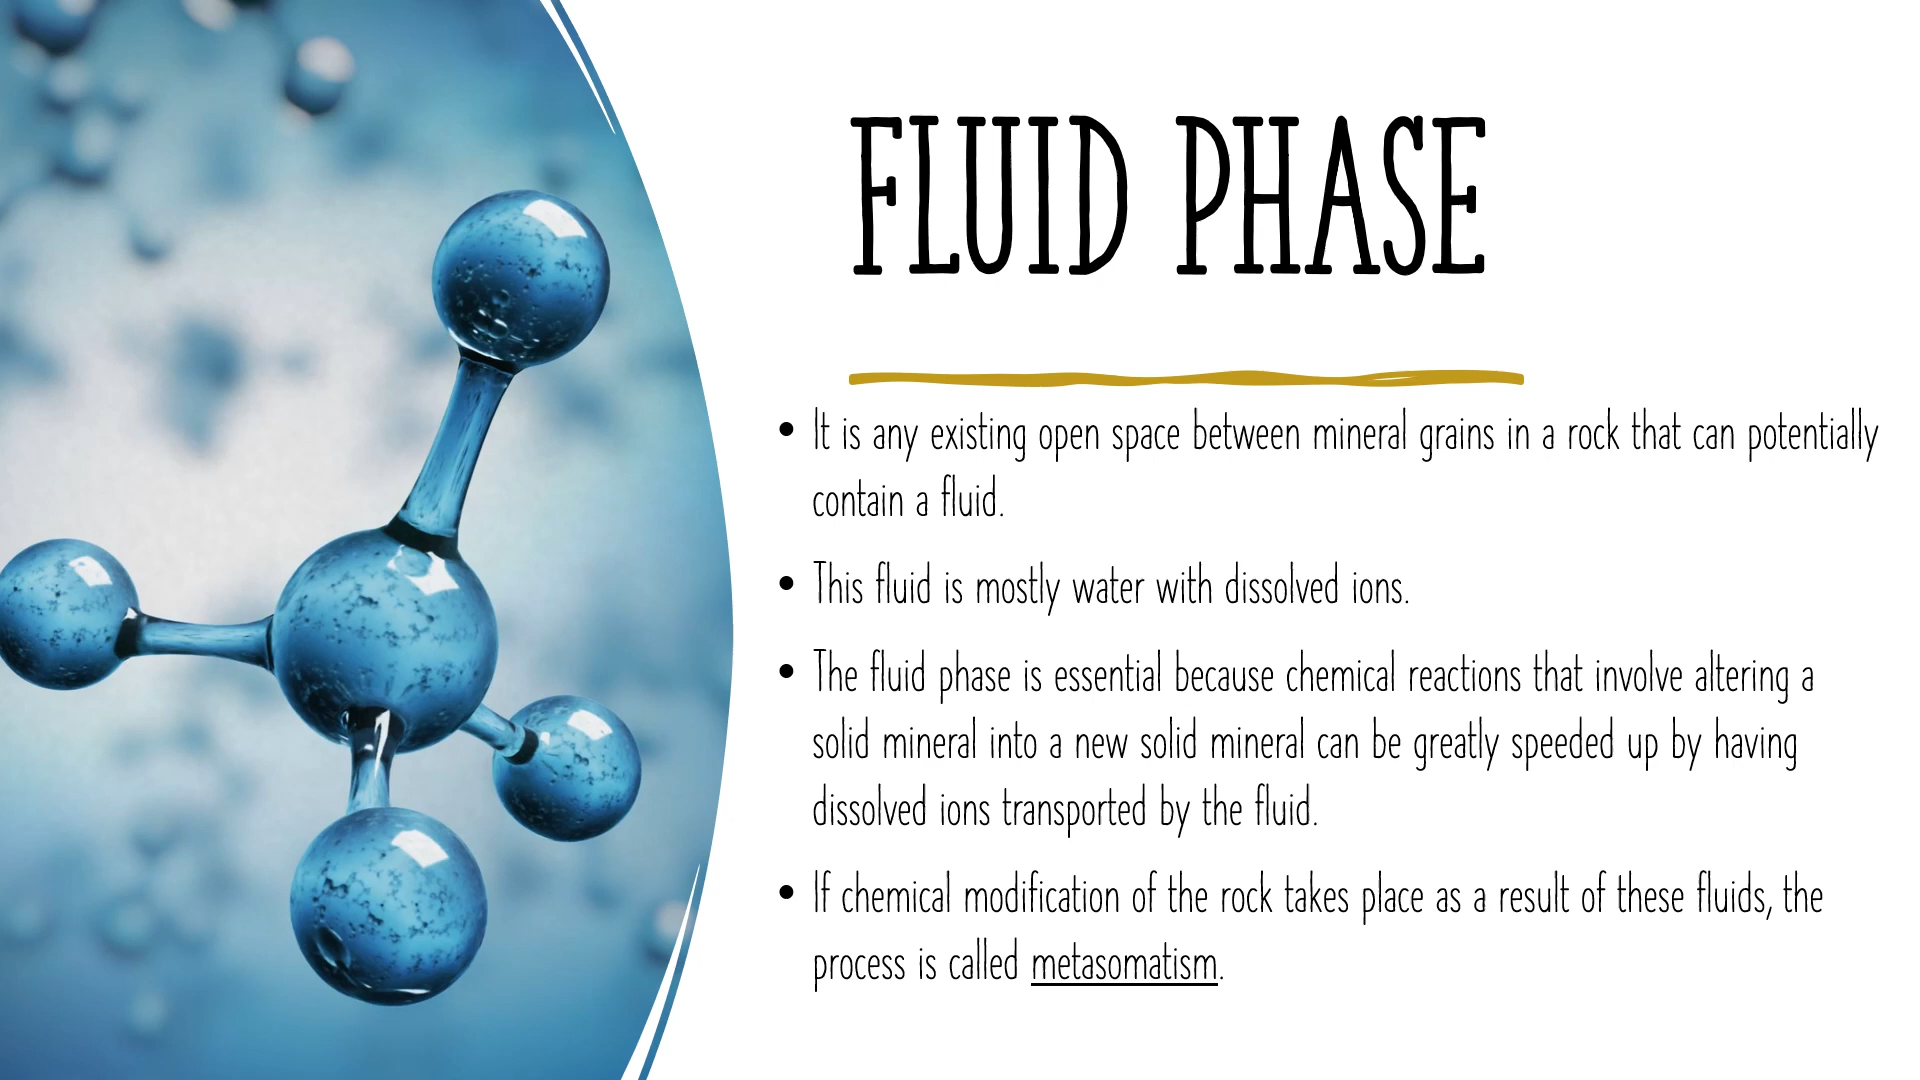 FLUID PHASE
• It is any existing open space between mineral grains in a rock that can potentially
contain a fluid.
• This fluid is mostly water with dissolved ions.
• The fluid phase is essential because chemical reactions that involve altering a
solid mineral into a new solid mineral can be greatly speeded up by having
dissolved ions transported by the fluid.
• If chemical modification of the rock takes place as a result of these fluids, the
process is called metasomatism.